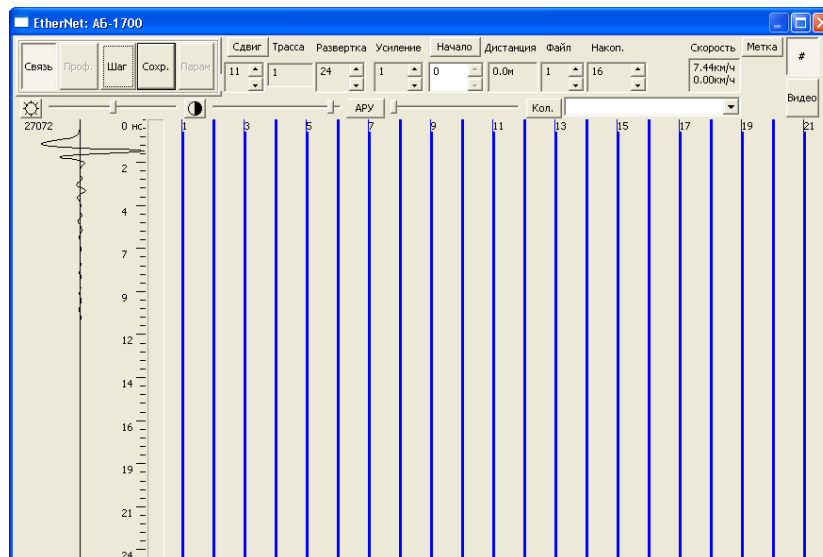 EtherNet: АБ-1700
Связь Проф. Шаг Сохр. Парам
Сдвиг Трасса Развертка Усиление Начало Дистанция Файл Накоп. Скорость Метка #
11 1 24 1 0 0.0м 1 16 7.44км/ч
0.00км/ч
Видео
АРУ Кол.
27072 0 нс. 1 3 5 7 9 11 13 15 17 19 21
2
4
7
9
12
14
16
19
21
24